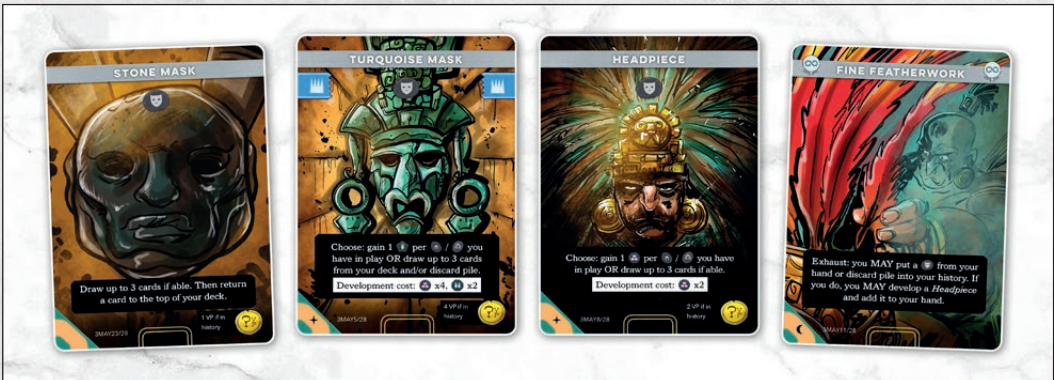 STONE MASK
Draw up to 3 cards if able. Then return
a card to the top of your deck.
1 VP if in
history
?%
3MAY23/28
TURQUOISE MASK
Choose: gain 1 per / you
have in play OR draw up to 3 cards
from your deck and/or discard pile.
Development cost: x4, x2
4 VP if in
history
?%
3MAY5/28
HEADPIECE
Choose: gain 1 per / you have
in play OR draw up to 3 cards if able.
Development cost: x2
2 VP if in
history
?%
3MAY8/28
FINE FEATHERWORK
Exhaust: you MAY put a from your
hand or discard pile into your history. If
you do, you MAY develop a Headpiece
and add it to your hand.
3MAY11/28